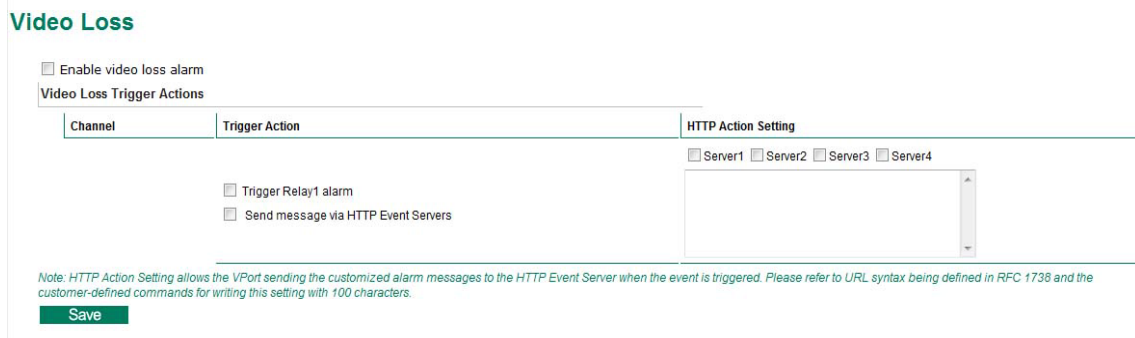 Video Loss
Enable video loss alarm
Video Loss Trigger Actions
Channel Trigger Action HTTP Action Setting
Server1 Server2 Server3 Server4
Trigger Relay1 alarm
Send message via HTTP Event Servers
Note: HTTP Action Setting allows the VPort sending the customized alarm messages to the HTTP Event Server when the event is triggered. Please refer to URL syntax being defined in RFC 1738 and the
customer-defined commands for writing this setting with 100 characters.
Save